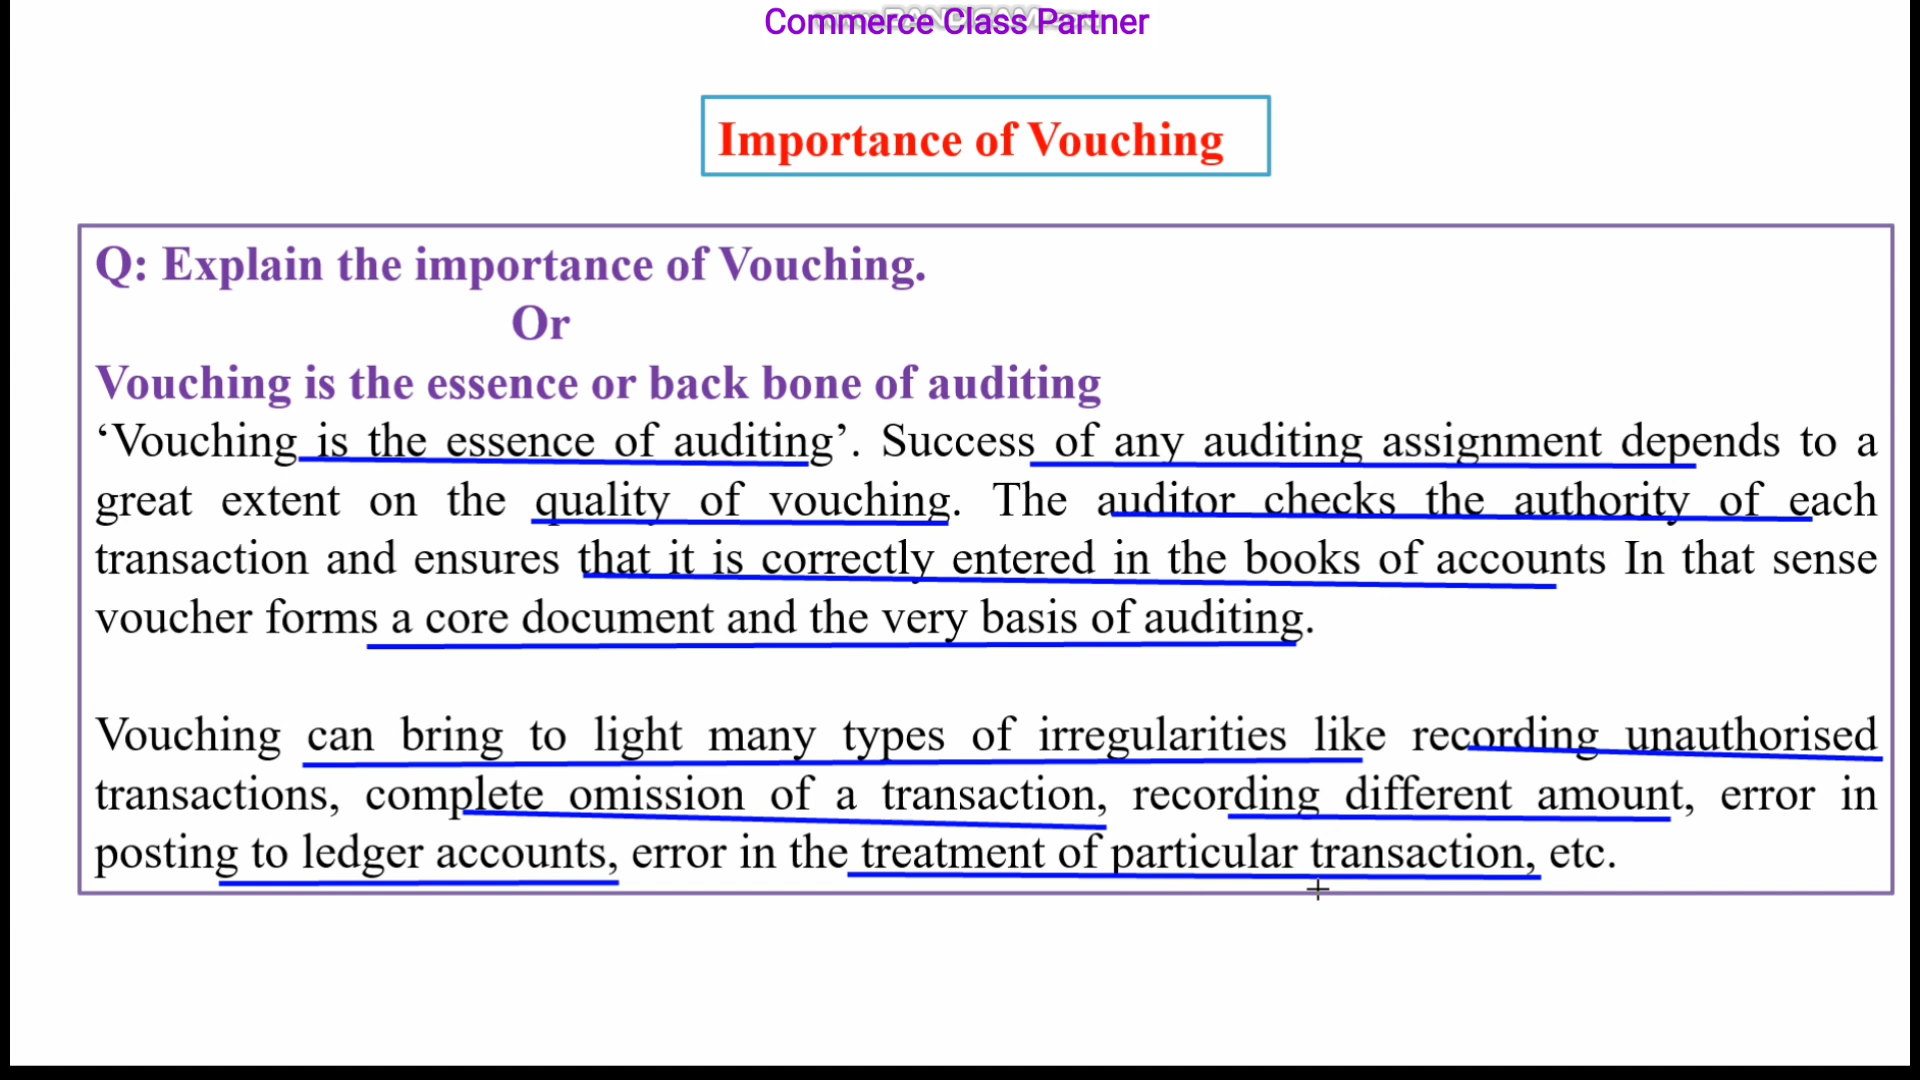 Commerce Class Partner
Importance of Vouching
Q: Explain the importance of Vouching.
Or
Vouching is the essence or back bone of auditing
‘Vouching is the essence of auditing’. Success of any auditing assignment depends to a
great extent on the quality of vouching. The auditor checks the authority of each
transaction and ensures that it is correctly entered in the books of accounts In that sense
voucher forms a core document and the very basis of auditing.
Vouching can bring to light many types of irregularities like recording unauthorised
transactions, complete omission of a transaction, recording different amount, error in
posting to ledger accounts, error in the treatment of particular transaction, etc.